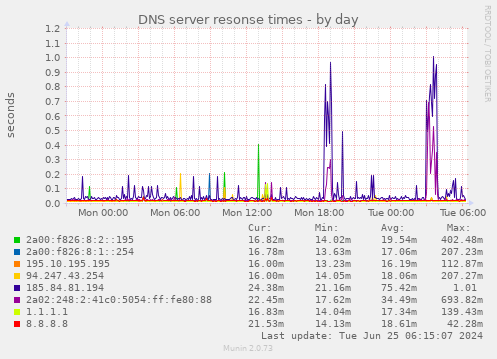 DNS server resonse times - by day
RRDTOOL / TOBI OETIKER
seconds
1.2
1.1
1.0
0.9
0.8
0.7
0.6
0.5
0.4
0.3
0.2
0.1
0.0
Mon 00:00 Mon 06:00 Mon 12:00 Mon 18:00 Tue 00:00 Tue 06:00
Cur: Min: Avg: Max:
2a00:f826:8:2::195 16.82m 14.02m 19.54m 402.48m
2a00:f826:8:1::254 16.78m 13.63m 17.06m 207.23m
195.10.195.195 16.00m 13.23m 16.19m 112.87m
94.247.43.254 16.00m 14.05m 18.06m 207.27m
185.84.81.194 24.38m 21.16m 75.42m 1.01
2a02:248:2:41c0:5054:ff:fe80:88 22.45m 17.62m 34.49m 693.82m
1.1.1.1 16.83m 14.04m 17.34m 139.43m
8.8.8.8 21.53m 14.13m 18.61m 42.28m
Last update: Tue Jun 25 06:15:07 2024
Munin 2.0.73